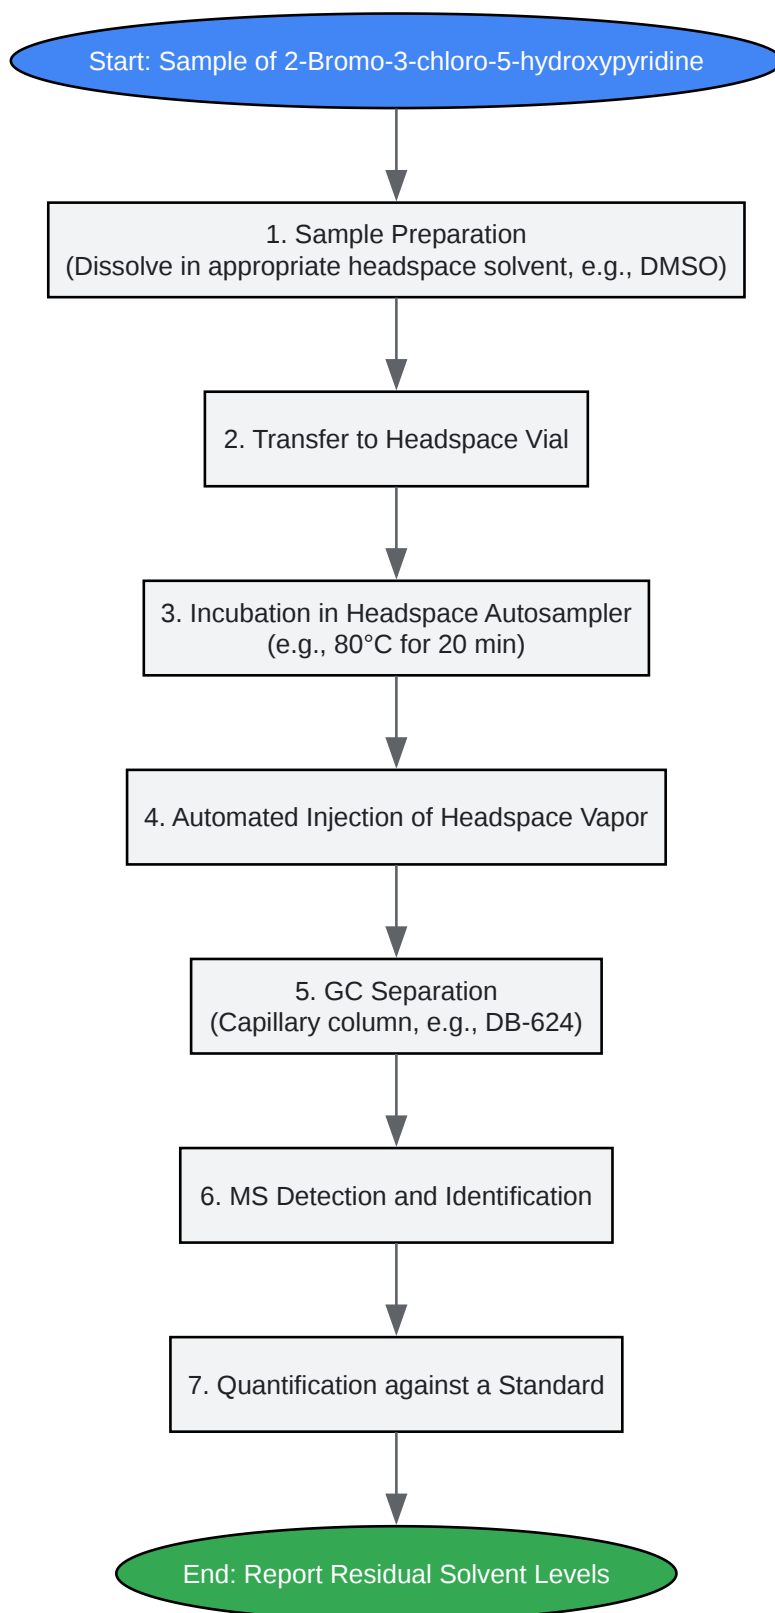 Start: Sample of 2-Bromo-3-chloro-5-hydroxypyridine
1. Sample Preparation
(Dissolve in appropriate headspace solvent, e.g., DMSO)
2. Transfer to Headspace Vial
3. Incubation in Headspace Autosampler
(e.g., 80°C for 20 min)
4. Automated Injection of Headspace Vapor
5. GC Separation
(Capillary column, e.g., DB-624)
6. MS Detection and Identification
7. Quantification against a Standard
End: Report Residual Solvent Levels